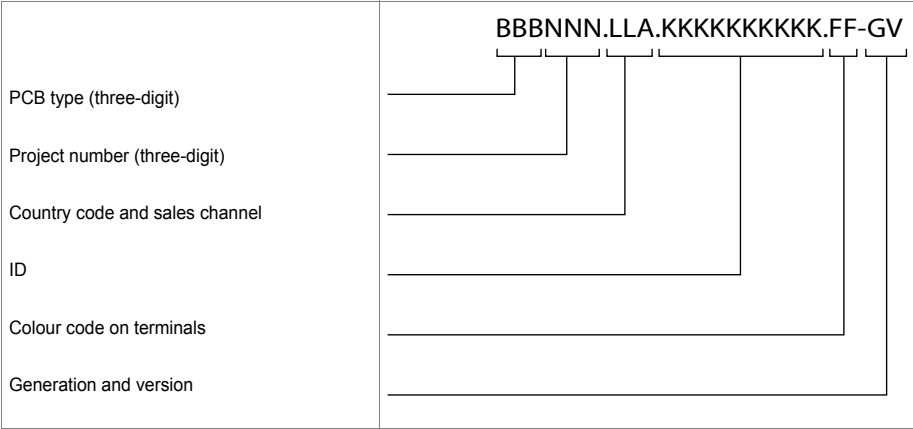 BBBNNN.LLA.KKKKKKKKKK.FF-GV
PCB type (three-digit)
Project number (three-digit)
Country code and sales channel
ID
Colour code on terminals
Generation and version